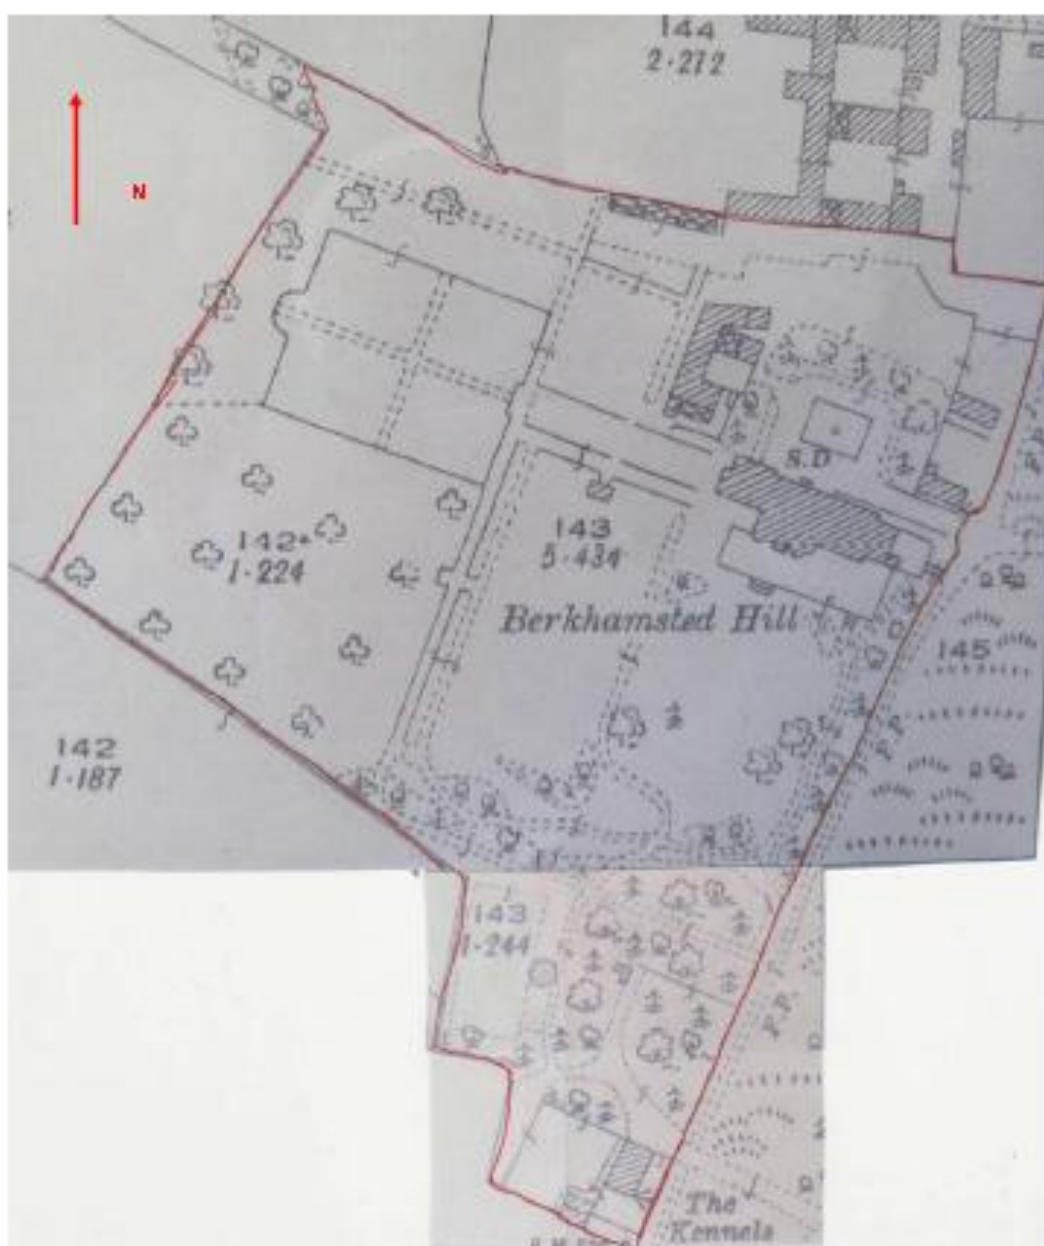 144
2·272
N
S.D
142ª
1·224
143
5·434
Berkhamsted Hill
145
F.P.
142
1·187
143
1·244
F.P.
The
Kennels